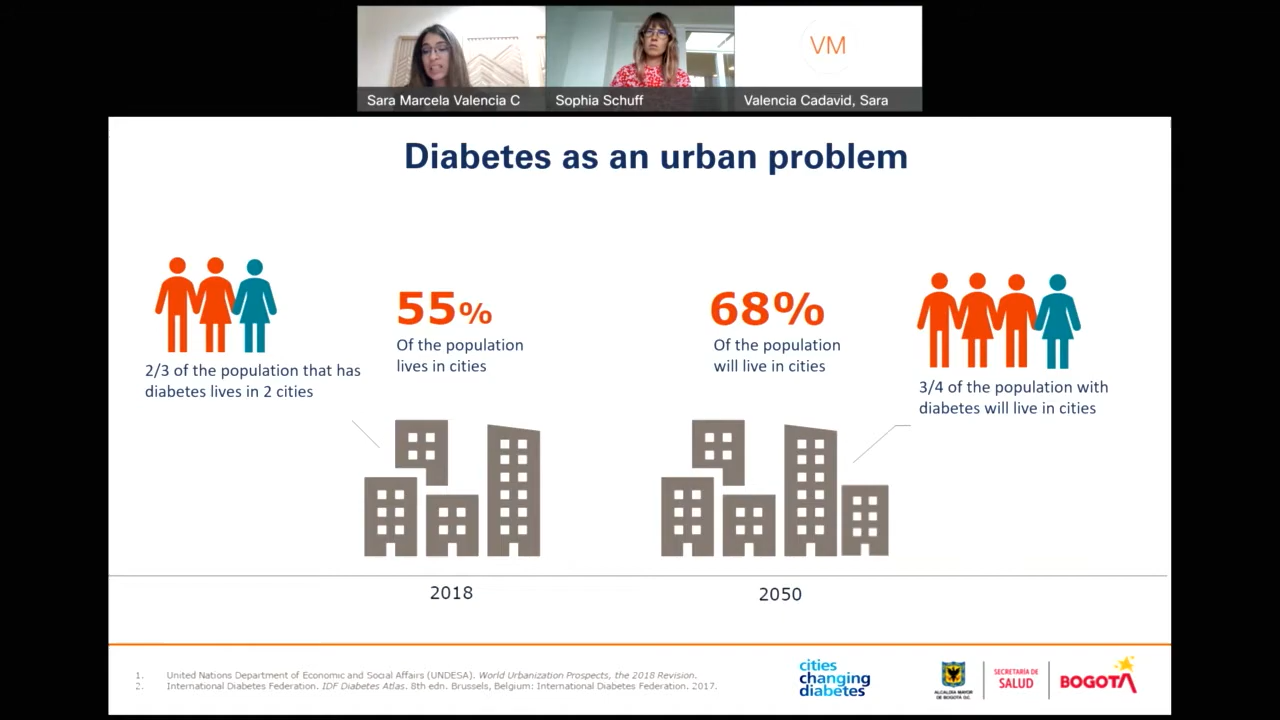 VM
Sara Marcela Valencia C
Sophia Schuff
Valencia Cadavid, Sara
Diabetes as an urban problem
2/3 of the population that has
diabetes lives in 2 cities
55%
Of the population
lives in cities
68%
Of the population
will live in cities
3/4 of the population with
diabetes will live in cities
2018
2050
1. United Nations Department of Economic and Social Affairs (UNDESA). World Urbanization Prospects, the 2018 Revision.
2. International Diabetes Federation. IDF Diabetes Atlas. 8th edn. Brussels, Belgium: International Diabetes Federation. 2017.
cities
changing
diabetes
ALCALDÍA MAYOR
DE BOGOTÁ D.C.
SECRETARÍA DE
SALUD
BOGOTÁ